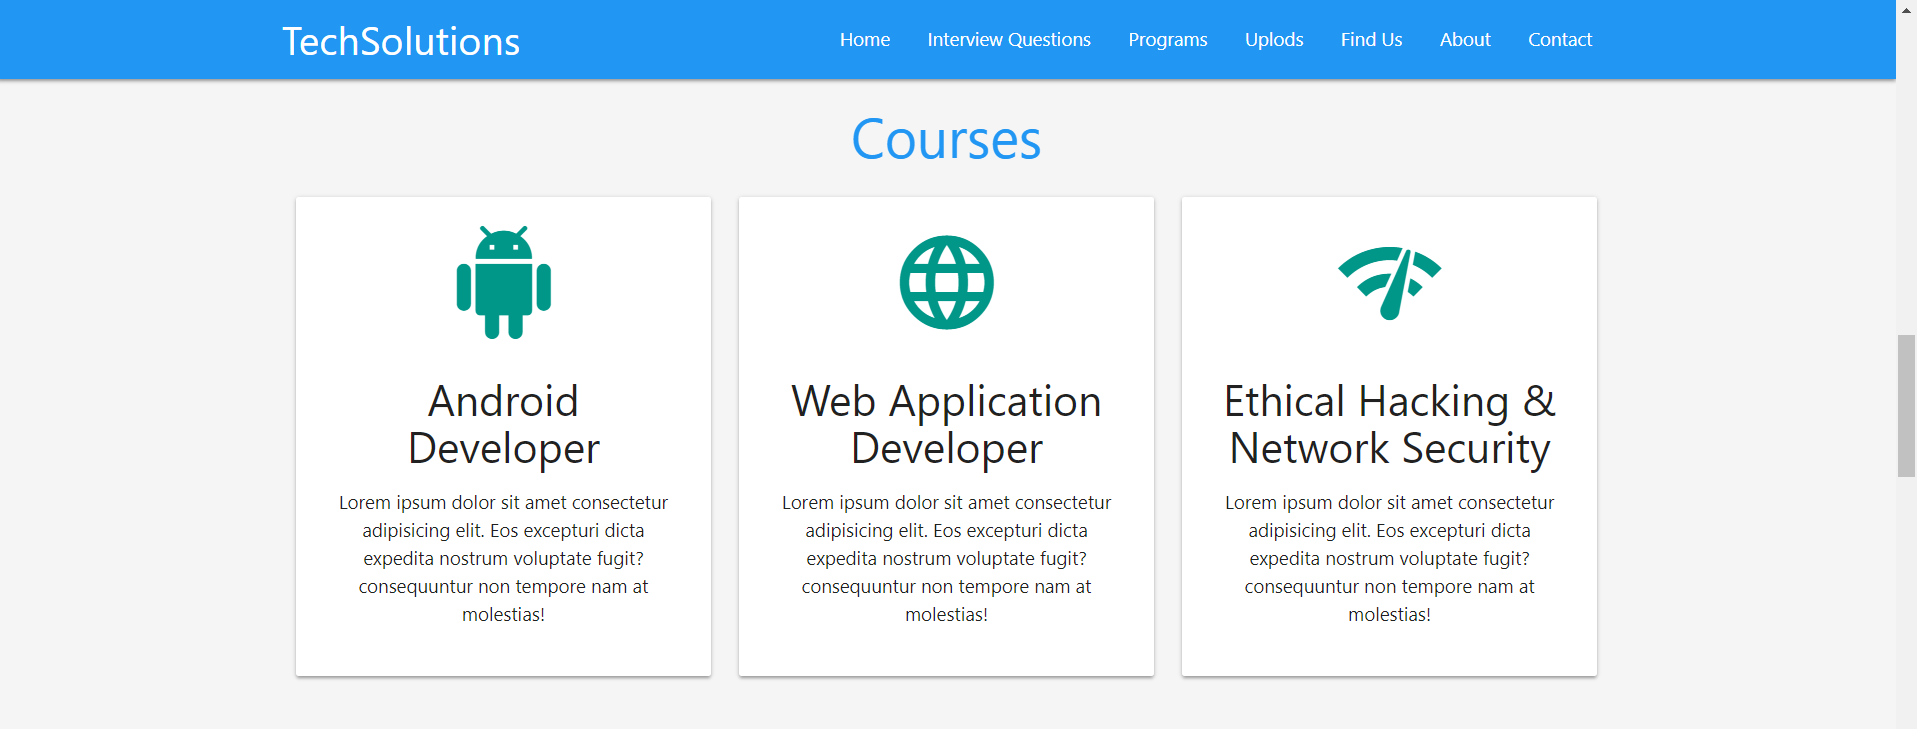 TechSolutions
Home Interview Questions Programs Uplods Find Us About Contact
Courses
Android
Developer
Lorem ipsum dolor sit amet consectetur
adipisicing elit. Eos excepturi dicta
expedita nostrum voluptate fugit?
consequuntur non tempore nam at
molestias!
Web Application
Developer
Lorem ipsum dolor sit amet consectetur
adipisicing elit. Eos excepturi dicta
expedita nostrum voluptate fugit?
consequuntur non tempore nam at
molestias!
Ethical Hacking &
Network Security
Lorem ipsum dolor sit amet consectetur
adipisicing elit. Eos excepturi dicta
expedita nostrum voluptate fugit?
consequuntur non tempore nam at
molestias!